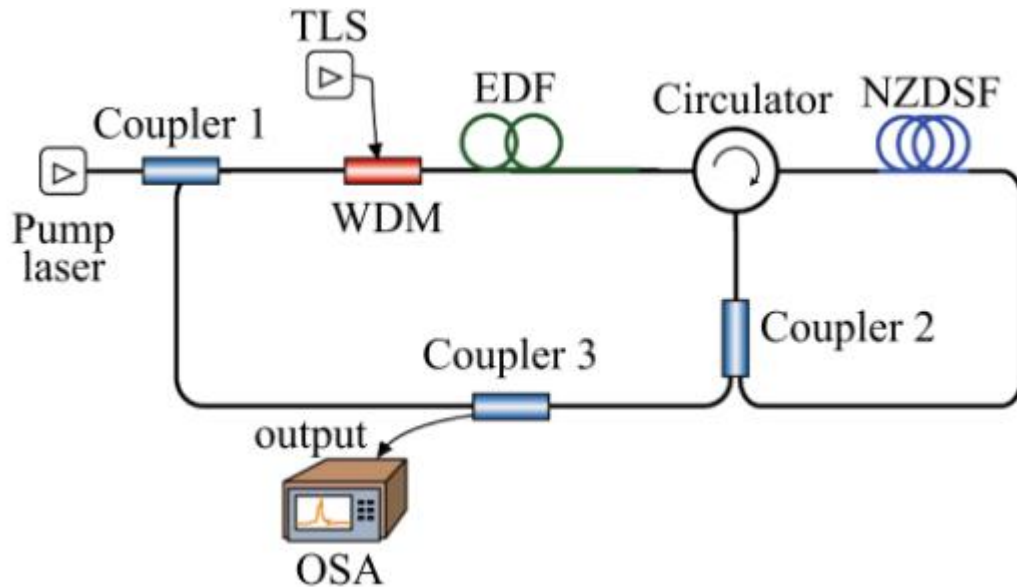 TLS
EDF
Circulator
NZDSF
Coupler 1
Pump
laser
WDM
Coupler 2
Coupler 3
output
OSA